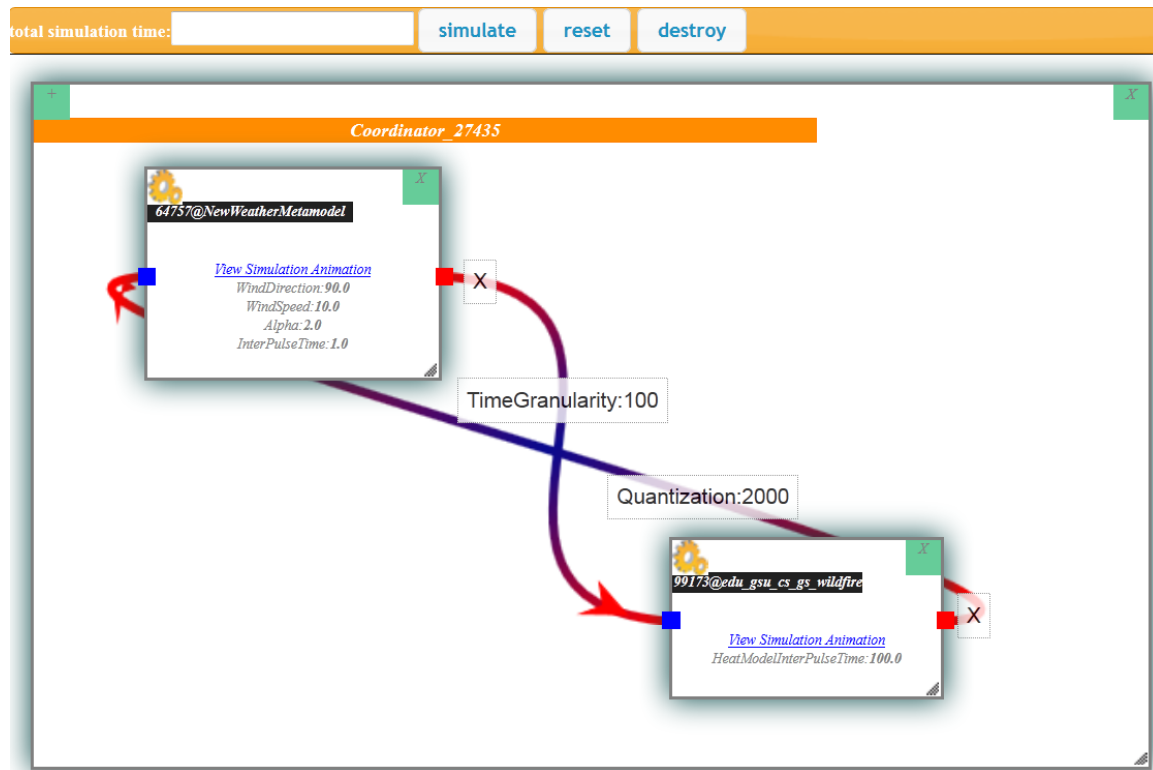 total simulation time: simulate reset destroy
+ X
Coordinator_27435
X
64757@NewWeatherMetamodel
View Simulation Animation
WindDirection:90.0
WindSpeed:10.0
Alpha:2.0
InterPulseTime:1.0
X
TimeGranularity:100
Quantization:2000
X
99173@edu_gsu_cs_gs_wildfire
View Simulation Animation
HeatModelInterPulseTime:100.0
X